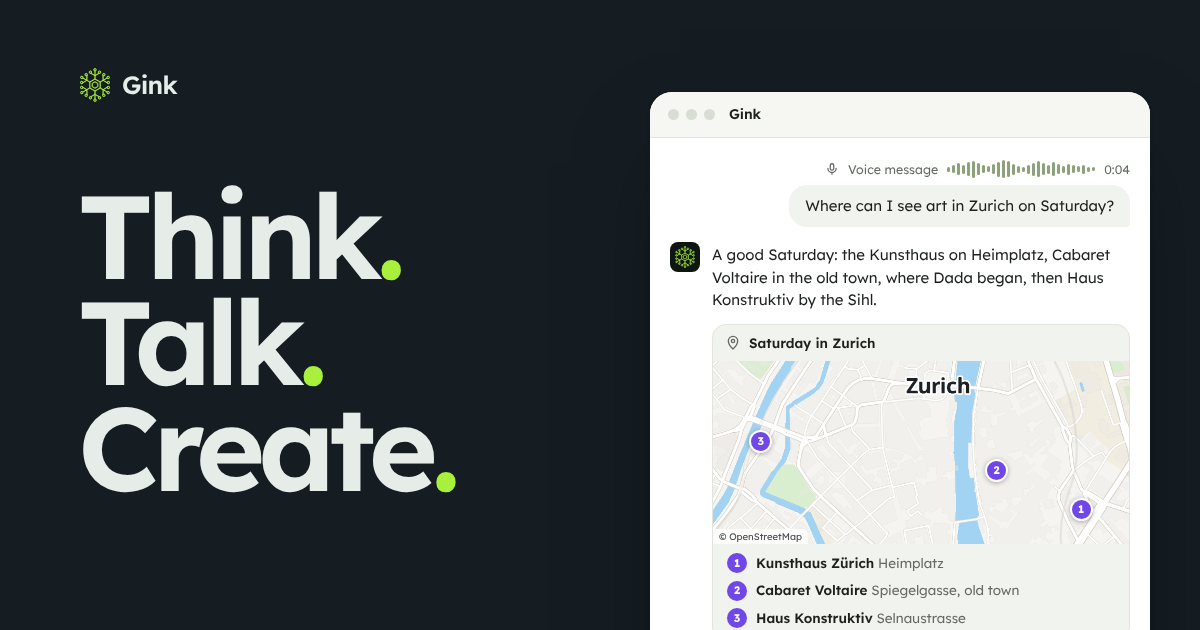 Gink
Think.
Talk.
Create.
Gink
Voice message 0:04
Where can I see art in Zurich on Saturday?
A good Saturday: the Kunsthaus on Heimplatz, Cabaret
Voltaire in the old town, where Dada began, then Haus
Konstruktiv by the Sihl.
Saturday in Zurich
Zurich
3
2
1
© OpenStreetMap
1 Kunsthaus Zürich Heimplatz
2 Cabaret Voltaire Spiegelgasse, old town
3 Haus Konstruktiv Selnaustrasse